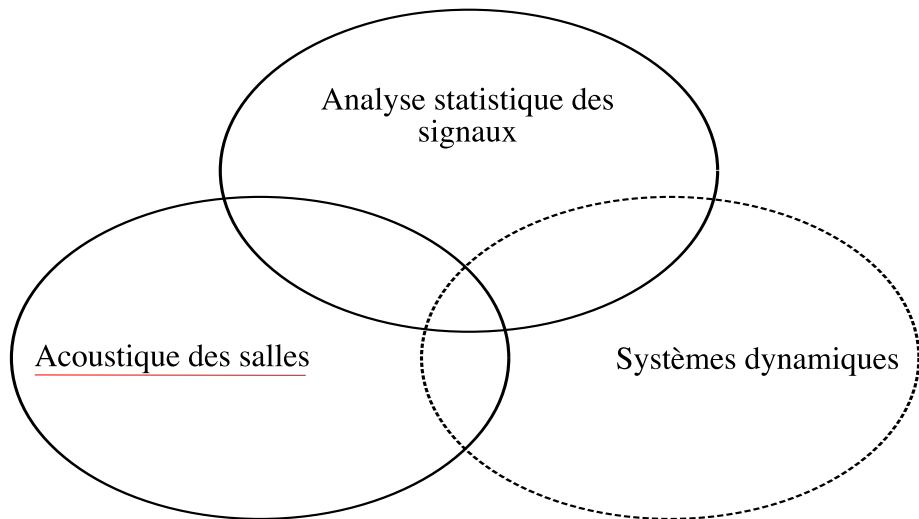 Analyse statistique des
signaux
Acoustique des salles
Systèmes dynamiques